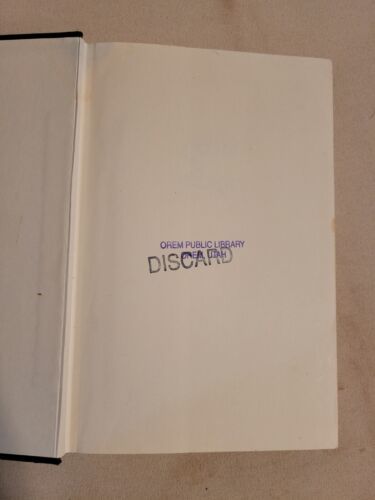 OREM PUBLIC LIBRARY
OREM, UTAH
DISCARD